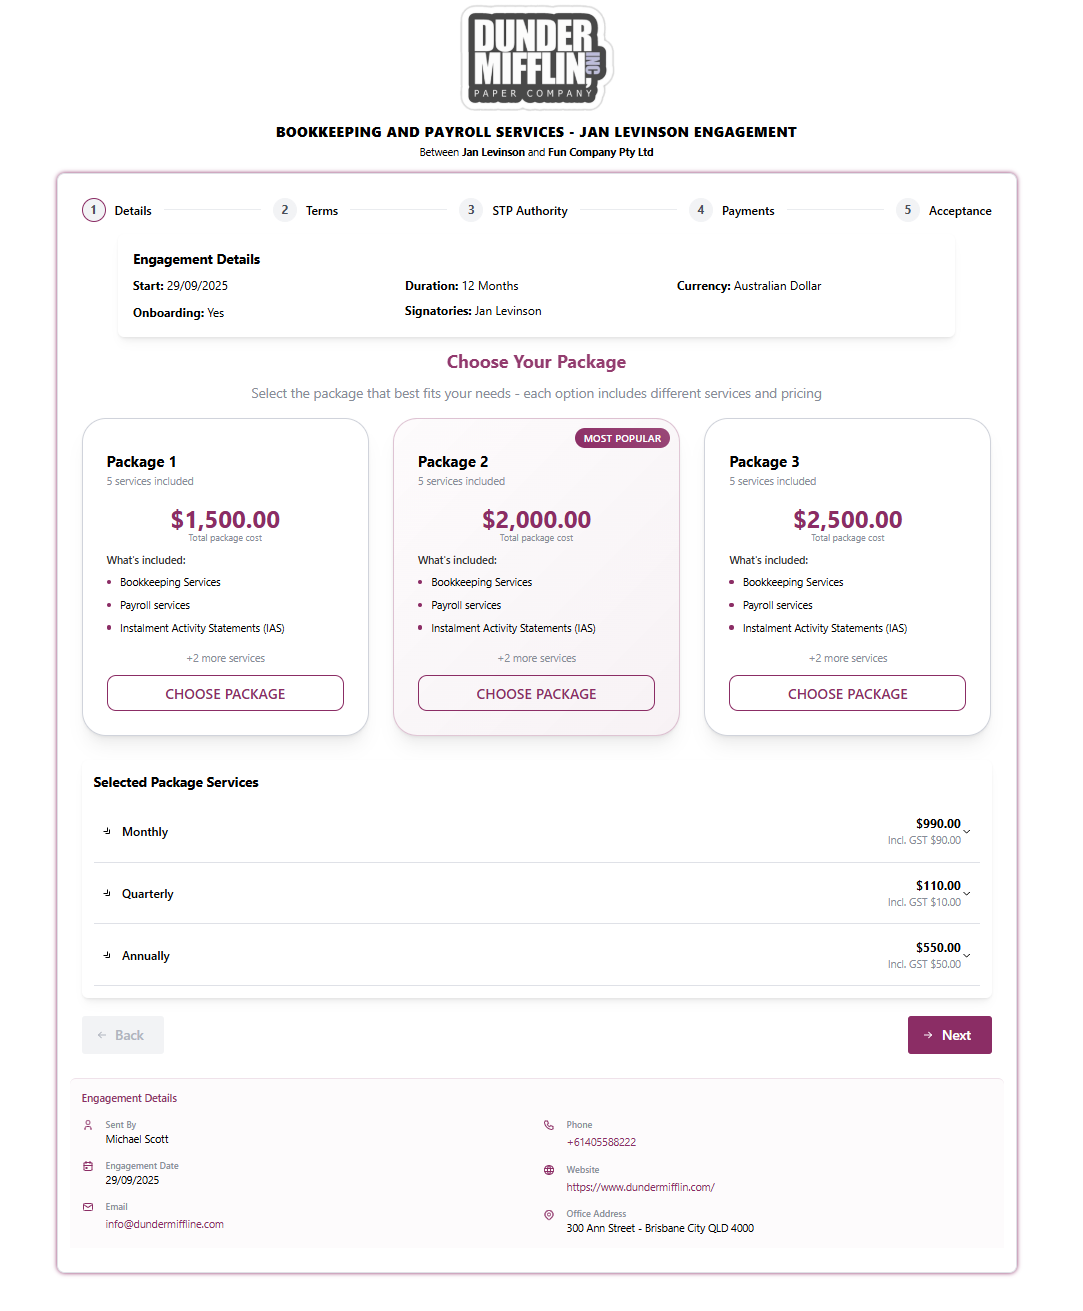 DUNDER
MIFFLIN, INC
PAPER COMPANY
BOOKKEEPING AND PAYROLL SERVICES - JAN LEVINSON ENGAGEMENT
Between Jan Levinson and Fun Company Pty Ltd
1 Details 2 Terms 3 STP Authority 4 Payments 5 Acceptance
Engagement Details
Start: 29/09/2025 Duration: 12 Months Currency: Australian Dollar
Onboarding: Yes Signatories: Jan Levinson
Choose Your Package
Select the package that best fits your needs - each option includes different services and pricing
Package 1
5 services included
$1,500.00
Total package cost
What's included:
Bookkeeping Services
Payroll services
Instalment Activity Statements (IAS)
+2 more services
CHOOSE PACKAGE
MOST POPULAR
Package 2
5 services included
$2,000.00
Total package cost
What's included:
Bookkeeping Services
Payroll services
Instalment Activity Statements (IAS)
+2 more services
CHOOSE PACKAGE
Package 3
5 services included
$2,500.00
Total package cost
What's included:
Bookkeeping Services
Payroll services
Instalment Activity Statements (IAS)
+2 more services
CHOOSE PACKAGE
Selected Package Services
Monthly $990.00
Incl. GST $90.00
Quarterly $110.00
Incl. GST $10.00
Annually $550.00
Incl. GST $50.00
Back
Next
Engagement Details
Sent By
Michael Scott
Engagement Date
29/09/2025
Email
info@dundermiffline.com
Phone
+61405588222
Website
https://www.dundermifflin.com/
Office Address
300 Ann Street - Brisbane City QLD 4000